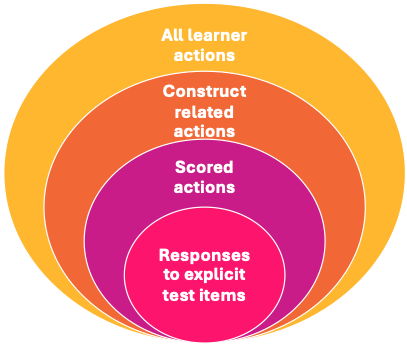 All learner
actions
Construct
related
actions
Scored
actions
Responses
to explicit
test items